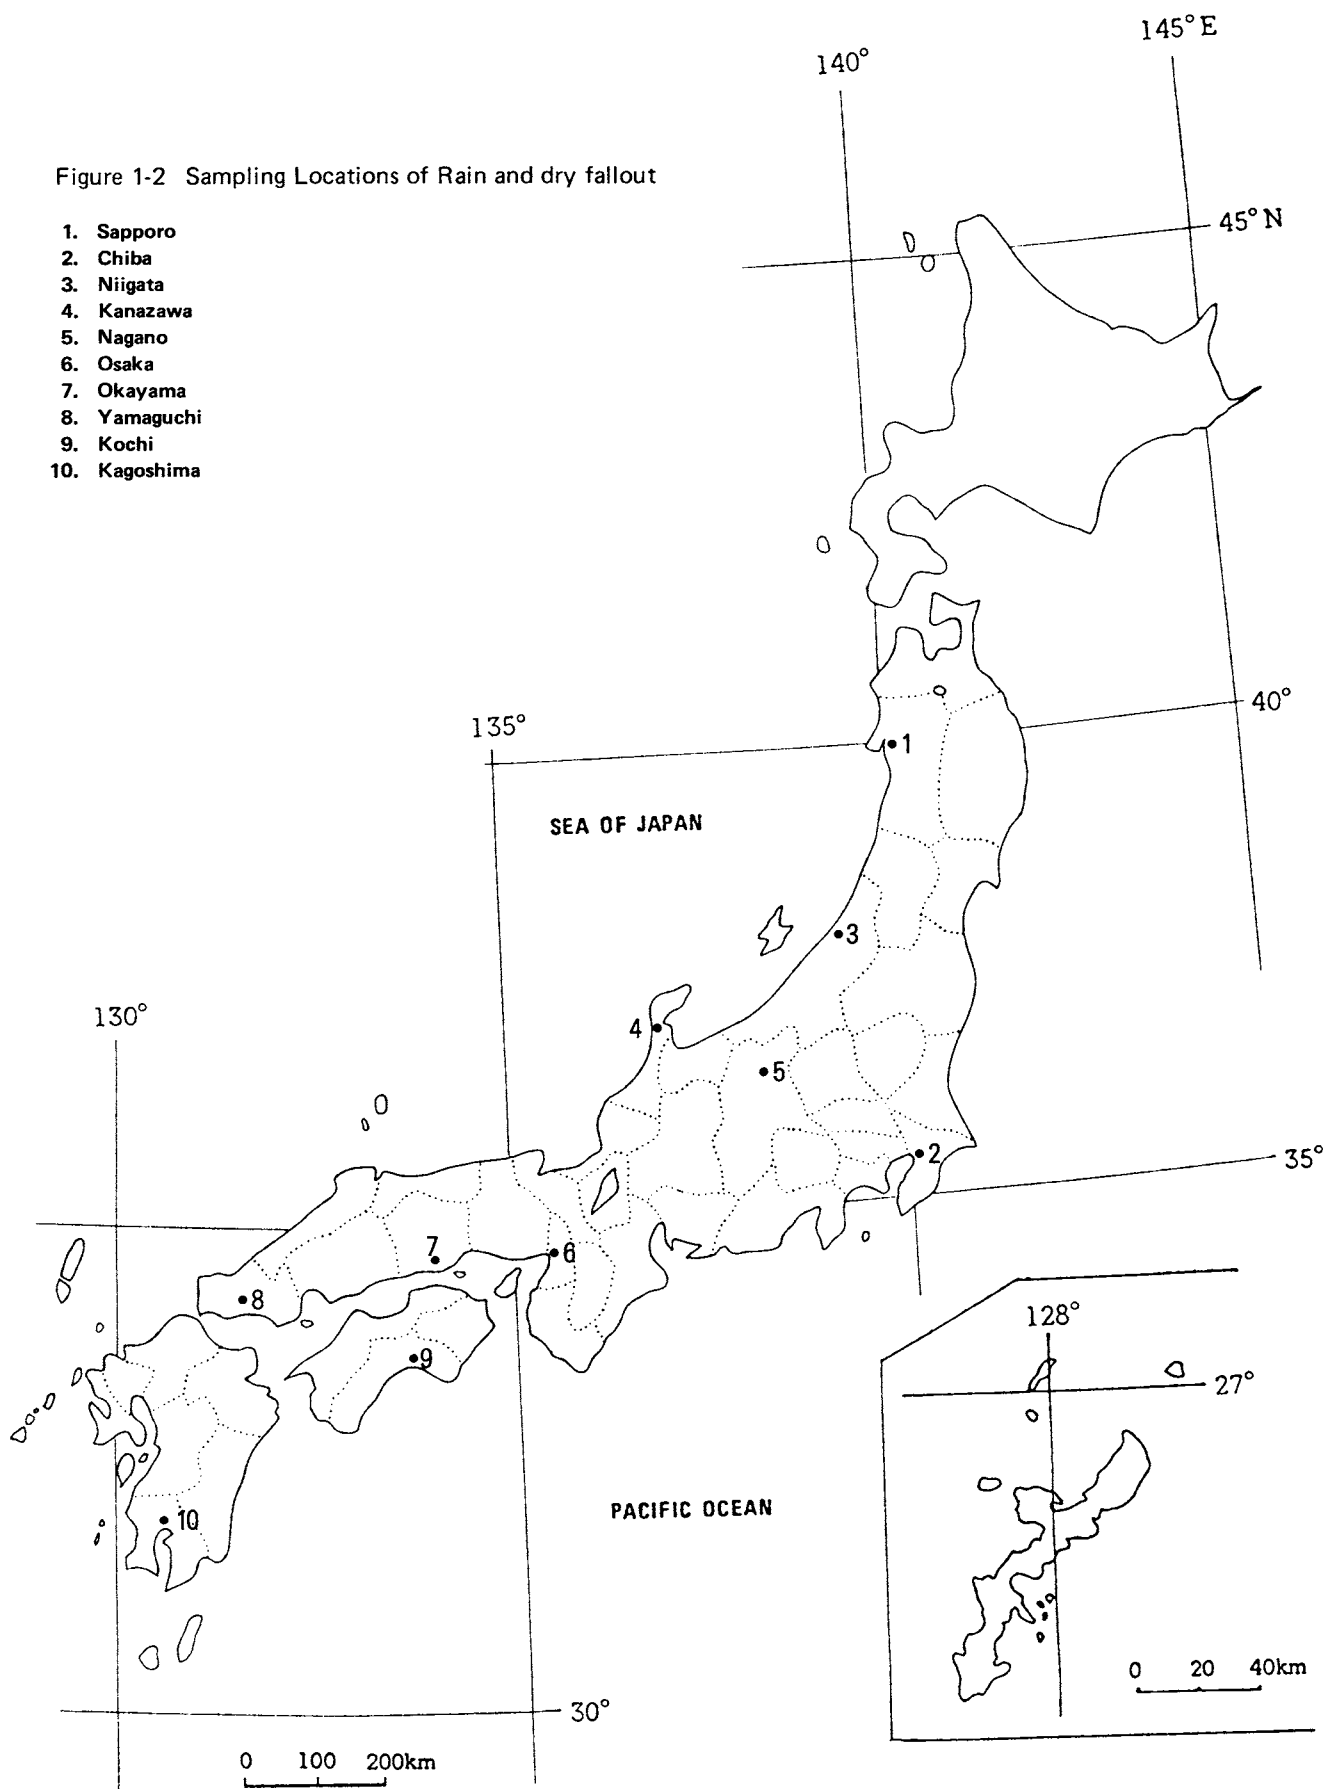 145°E
140°
Figure 1-2 Sampling Locations of Rain and dry fallout
1. Sapporo
2. Chiba
3. Niigata
4. Kanazawa
5. Nagano
6. Osaka
7. Okayama
8. Yamaguchi
9. Kochi
10. Kagoshima
45°N
40°
135°
1
SEA OF JAPAN
3
130°
4
5
2
35°
7
6
8
128°
9
27°
PACIFIC OCEAN
10
0 20 40km
30°
0 100 200km